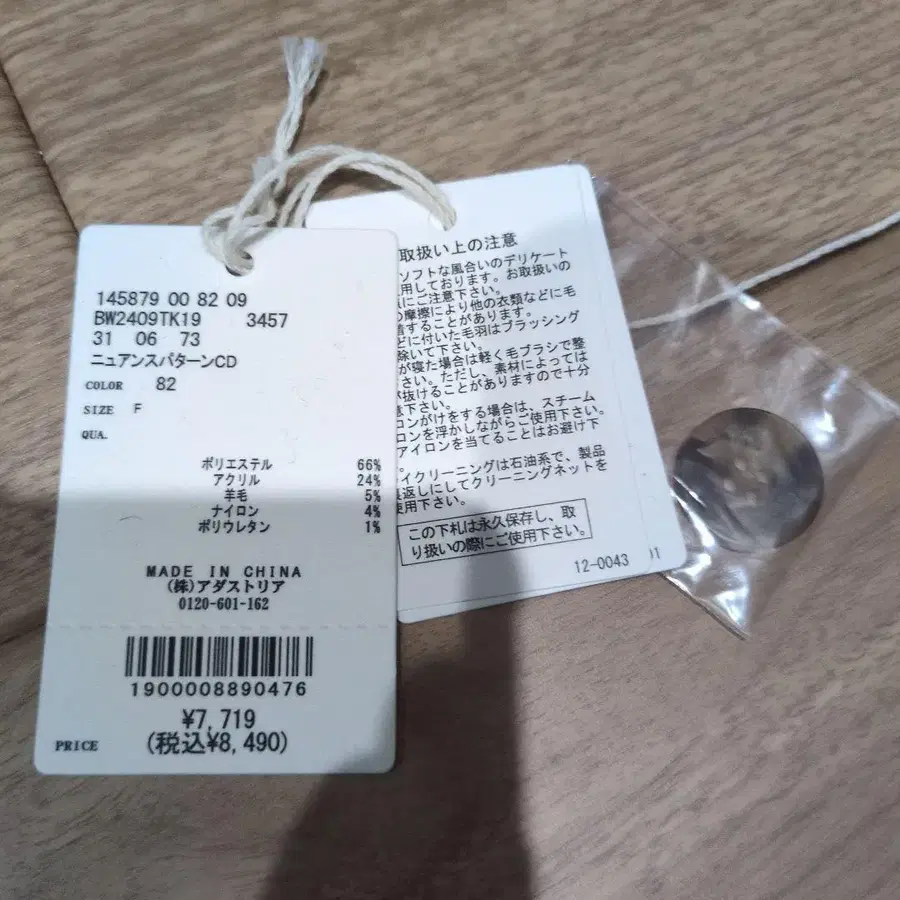 145879 00 82 09
BW2409TK19 3457
31 06 73
ニュアンスパターンCD
COLOR 82
SIZE F
QUA.
ポリエステル 66%
アクリル 24%
羊毛 5%
ナイロン 4%
ポリウレタン 1%
MADE IN CHINA
(株)アダストリア
0120-601-162
1900008890476
¥7,719
PRICE (税込¥8,490)
取扱い上の注意
ソフトな風合いのデリケート
用しております。お取扱いの
にご注意下さい。
摩擦により他の衣類などに毛
着することがあります。
どに付いた毛羽はブラッシング
除いて下さい。
が寝た場合は軽く毛ブラシで整
さい。ただし、素材によっては
が抜けることがありますので十分
意下さい。
ロンがけをする場合は、スチーム
ロンを浮かしながらご使用下さい。
アイロンを当てることはお避け下
。
イクリーニングは石油系で、製品
返しにしてクリーニングネットを
使用下さい。
この下札は永久保存し、取
り扱いの際にご使用下さい。
12-0043